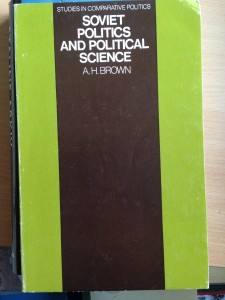 STUDIES IN COMPARATIVE POLITICS
SOVIET
POLITICS
AND POLITICAL
SCIENCE
A.H. BROWN